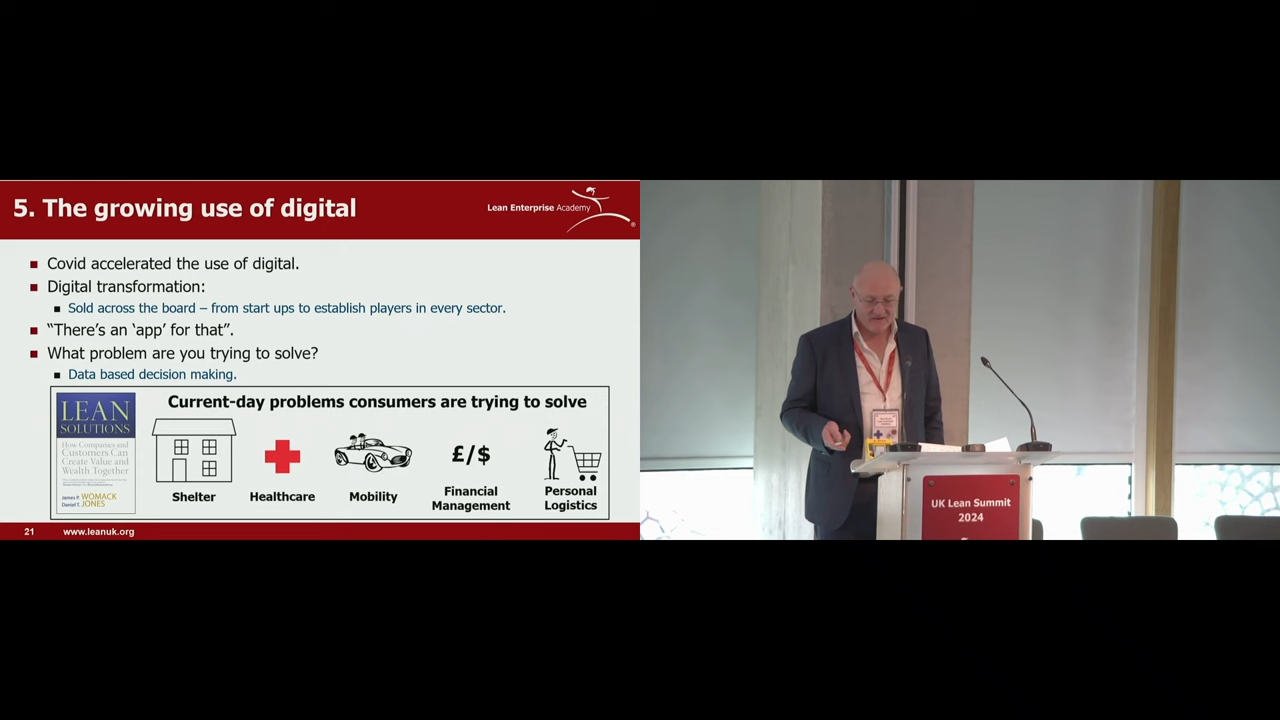 5. The growing use of digital
Lean Enterprise Academy
®
Covid accelerated the use of digital.
Digital transformation:
Sold across the board – from start ups to establish players in every sector.
“There’s an ‘app’ for that”.
What problem are you trying to solve?
Data based decision making.
LEAN
SOLUTIONS
How Companies and
Customers Can
Create Value and
Wealth Together
James P. WOMACK
Daniel T. JONES
Current-day problems consumers are trying to solve
£/$
Shelter
Healthcare
Mobility
Financial
Management
Personal
Logistics
21
www.leanuk.org
UK Lean Summit
2024